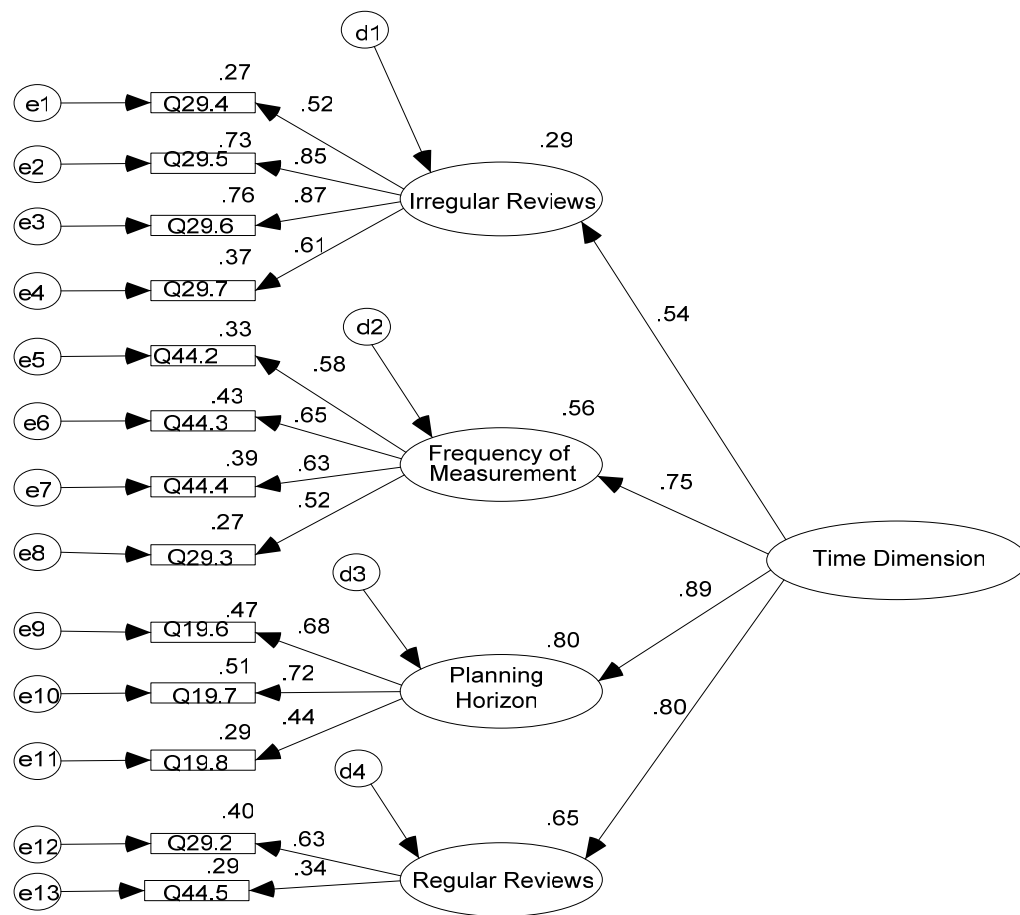 d1
.27
e1
Q29.4
.52
.73
.29
e2
Q29.5
.85
.76
.87
Irregular Reviews
e3
Q29.6
.37
.61
e4
Q29.7
.54
.33
d2
e5
Q44.2
.58
.43
.56
e6
Q44.3
.65
Frequency of
Measurement
.39
.63
.75
e7
Q44.4
.52
.27
e8
Q29.3
Time Dimension
d3
.89
.47
e9
Q19.6
.68
.80
.51
.72
Planning
Horizon
e10
Q19.7
.80
.44
.29
e11
Q19.8
d4
.40
.65
e12
Q29.2
.63
.29
.34
Regular Reviews
e13
Q44.5